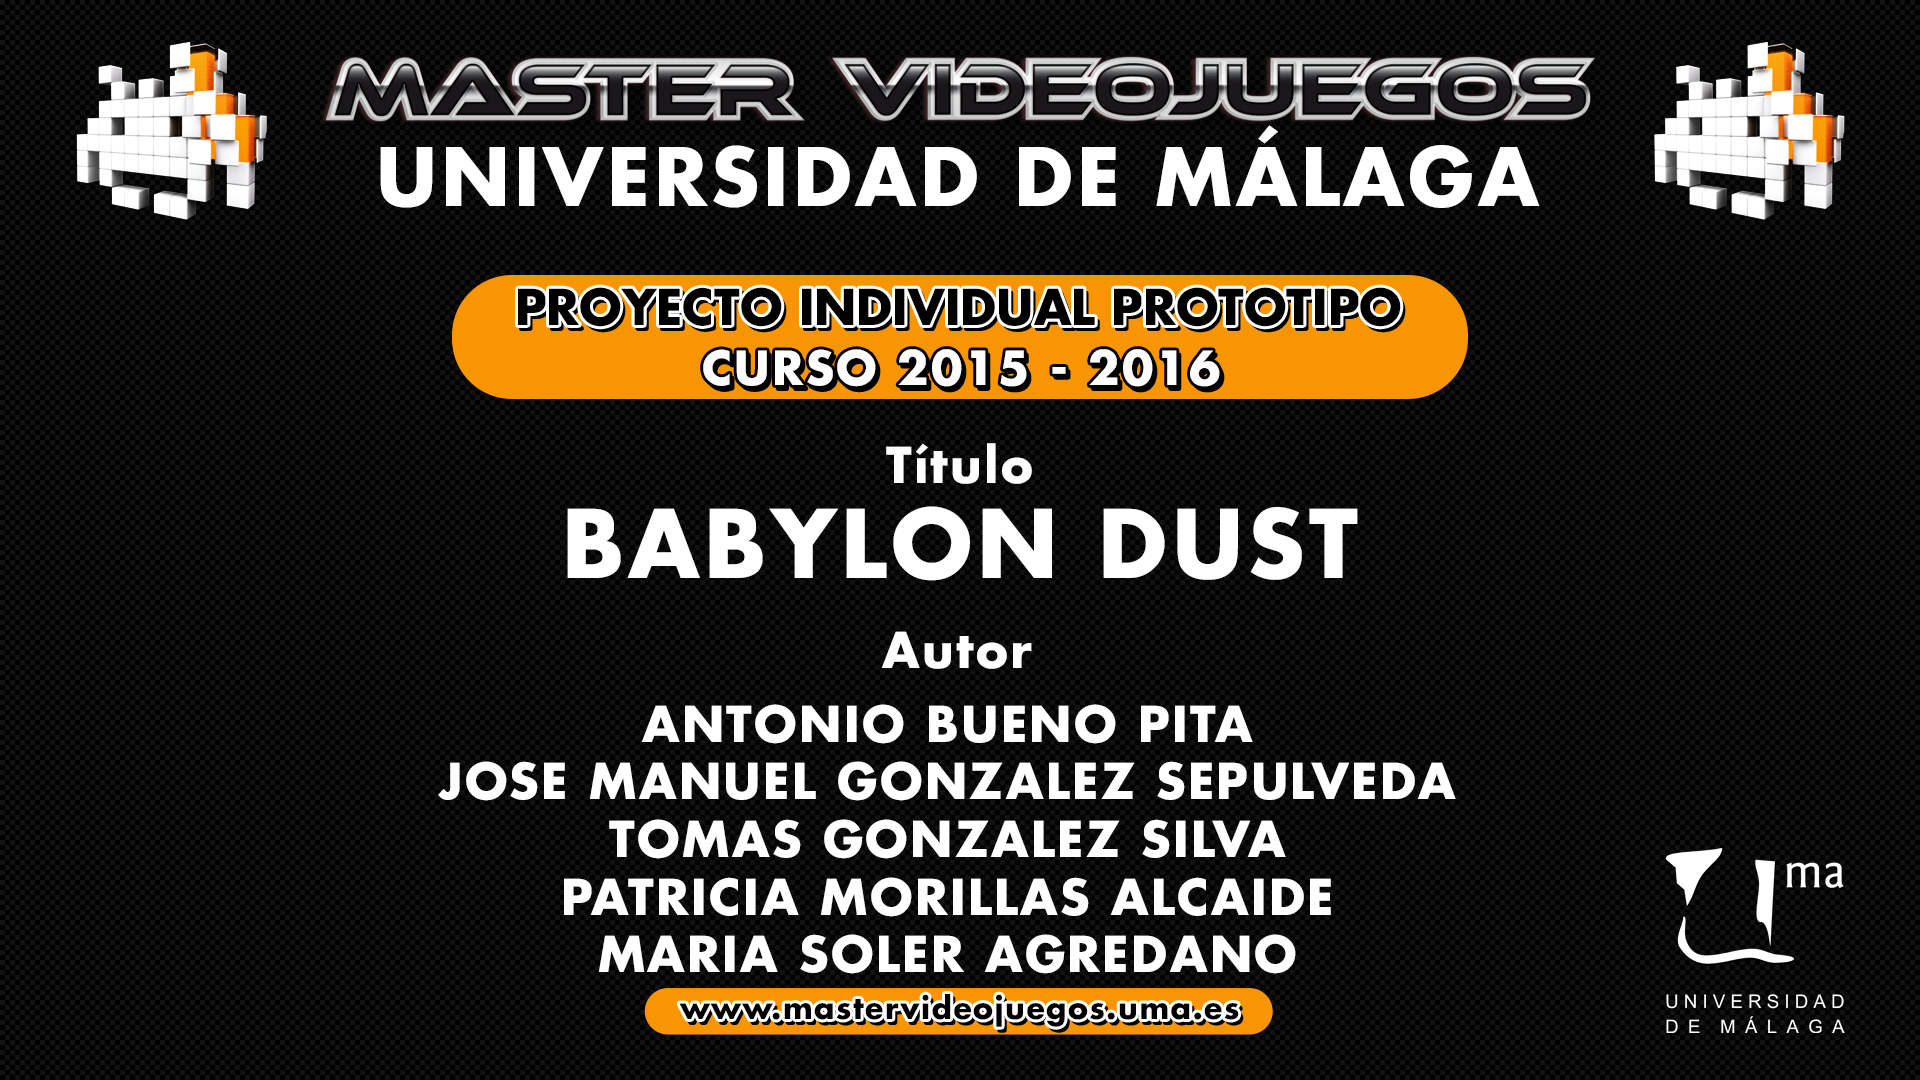 MASTER VIDEOJUEGOS
UNIVERSIDAD DE MÁLAGA
PROYECTO INDIVIDUAL PROTOTIPO
CURSO 2015 - 2016
Título
BABYLON DUST
Autor
ANTONIO BUENO PITA
JOSE MANUEL GONZALEZ SEPULVEDA
TOMAS GONZALEZ SILVA
PATRICIA MORILLAS ALCAIDE
MARIA SOLER AGREDANO
www.mastervideojuegos.uma.es
uma
UNIVERSIDAD
DE MÁLAGA